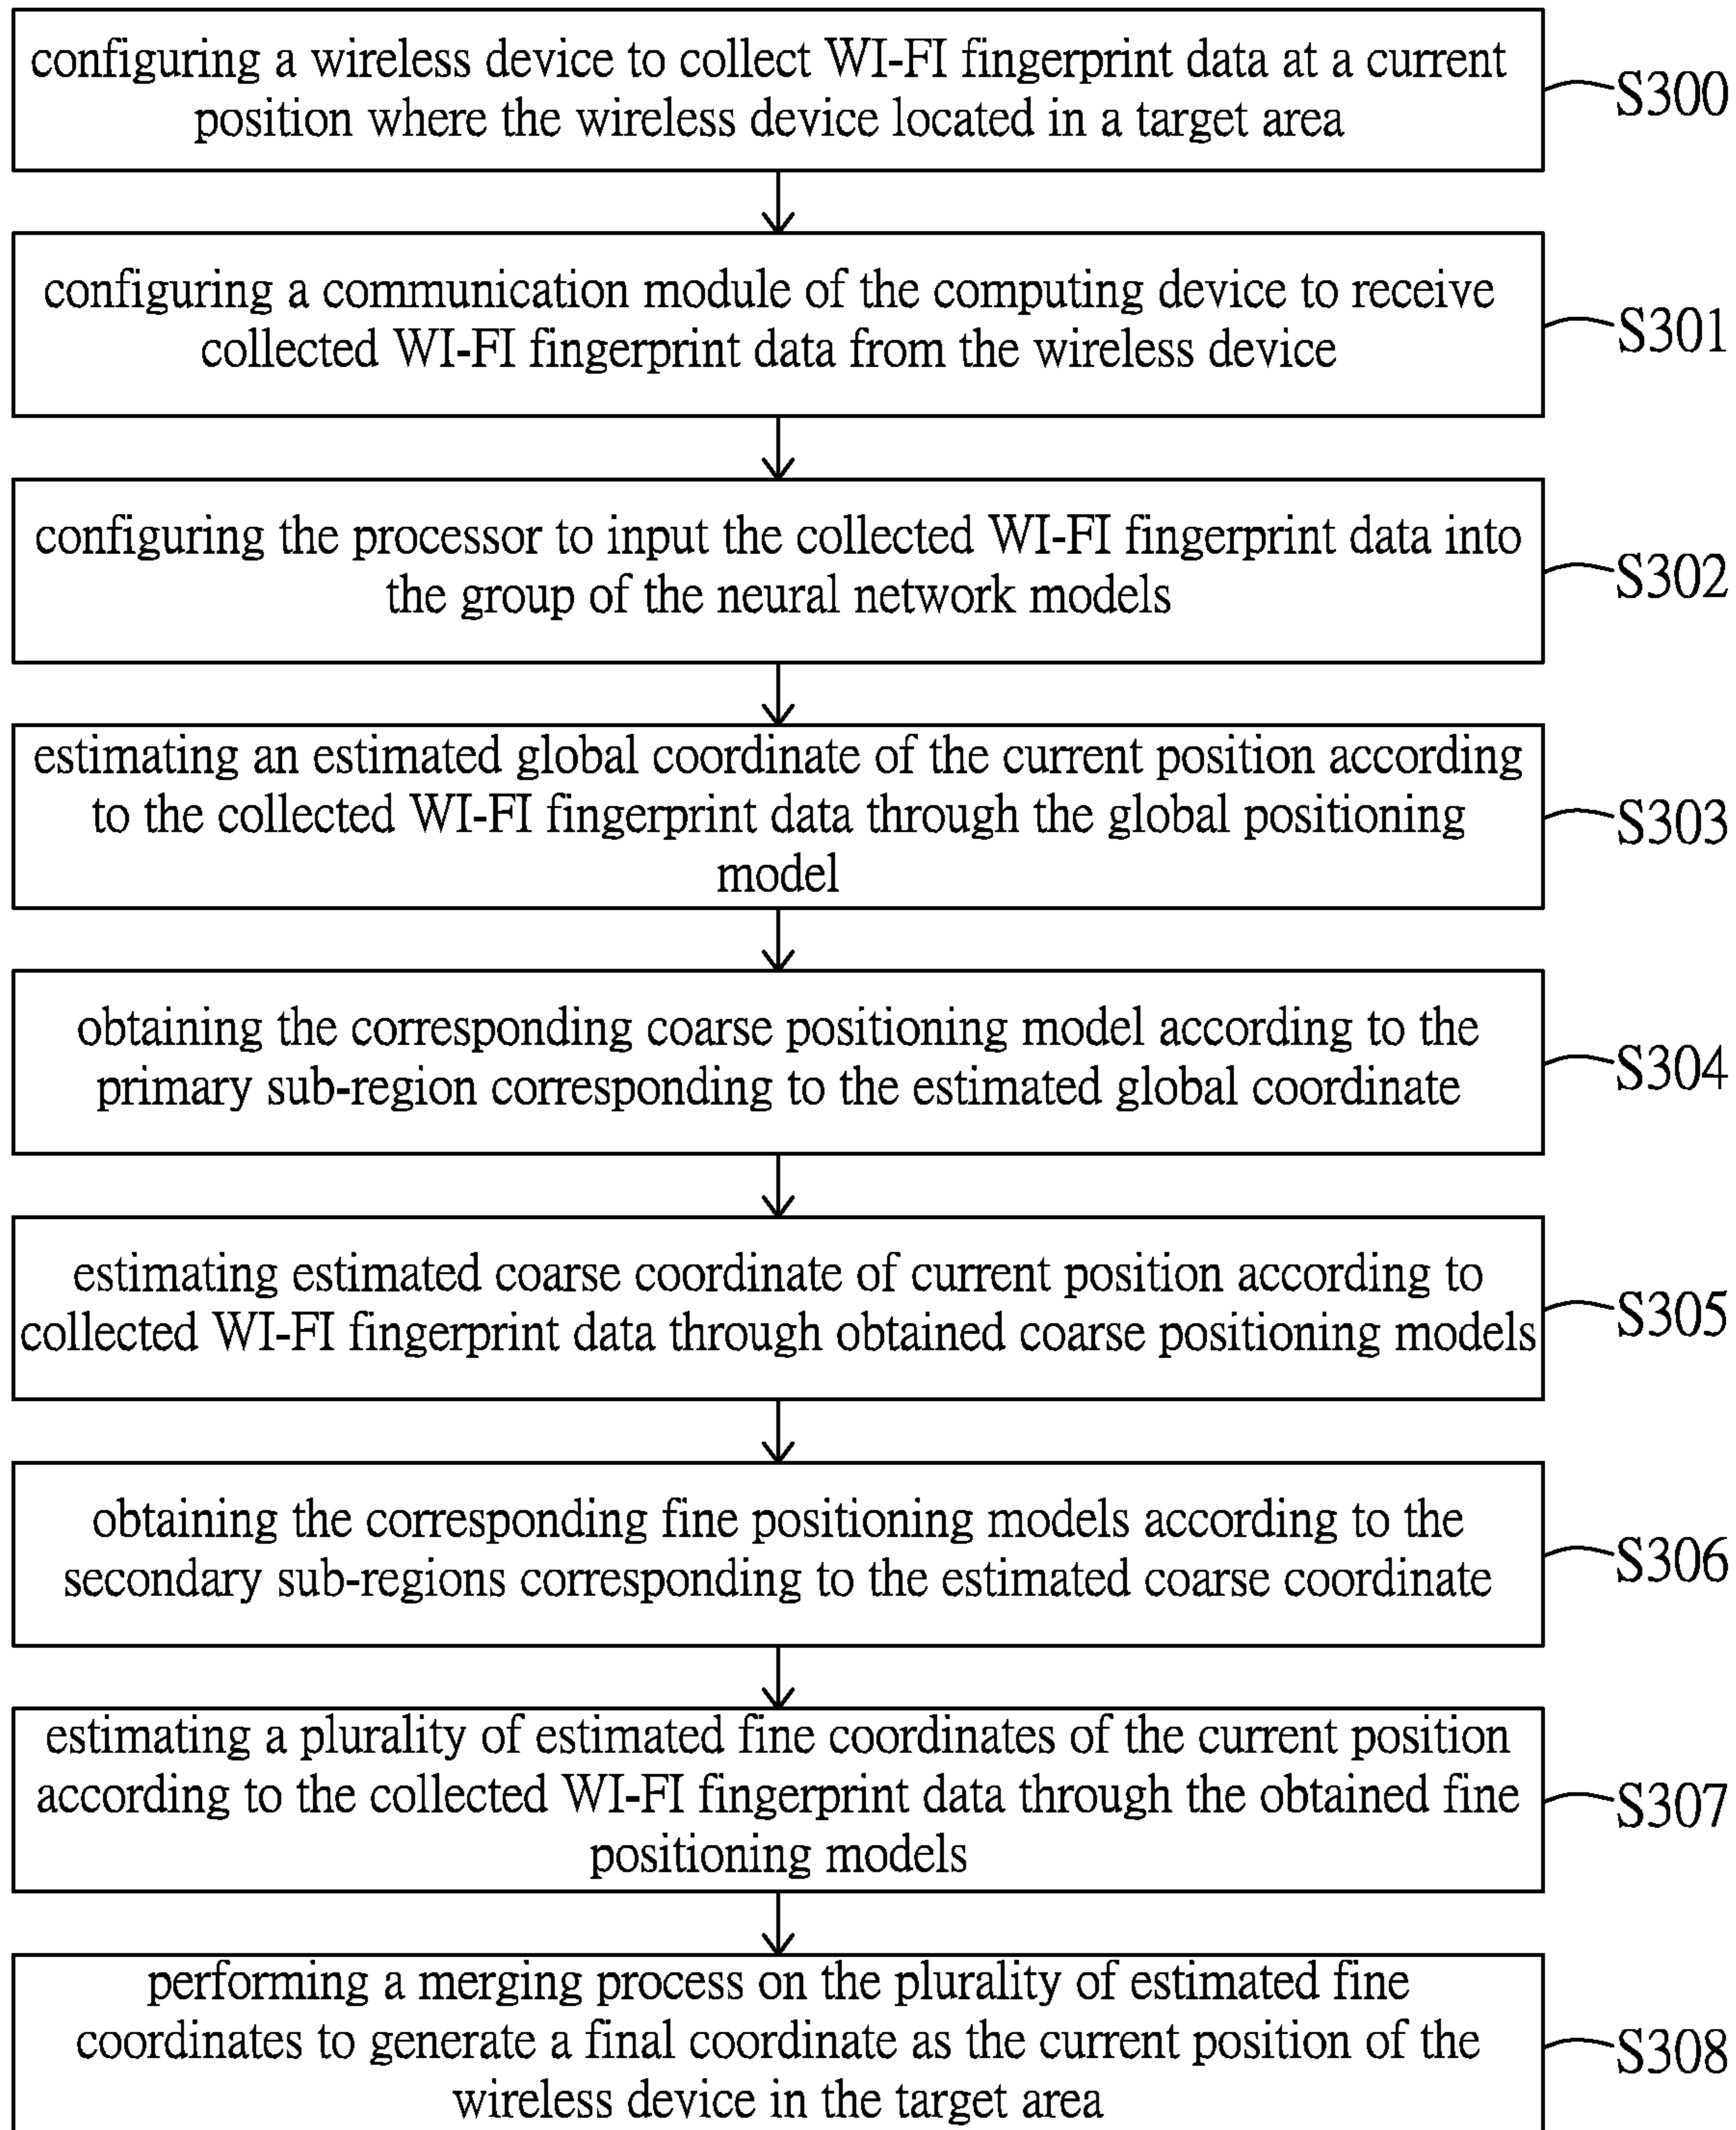 configuring a wireless device to collect WI-FI fingerprint data at a current
position where the wireless device located in a target area
S300
configuring a communication module of the computing device to receive
collected WI-FI fingerprint data from the wireless device
S301
configuring the processor to input the collected WI-FI fingerprint data into
the group of the neural network models
S302
estimating an estimated global coordinate of the current position according
to the collected WI-FI fingerprint data through the global positioning
model
S303
obtaining the corresponding coarse positioning model according to the
primary sub-region corresponding to the estimated global coordinate
S304
estimating estimated coarse coordinate of current position according to
collected WI-FI fingerprint data through obtained coarse positioning models
S305
obtaining the corresponding fine positioning models according to the
secondary sub-regions corresponding to the estimated coarse coordinate
S306
estimating a plurality of estimated fine coordinates of the current position
according to the collected WI-FI fingerprint data through the obtained fine
positioning models
S307
performing a merging process on the plurality of estimated fine
coordinates to generate a final coordinate as the current position of the
wireless device in the target area
S308